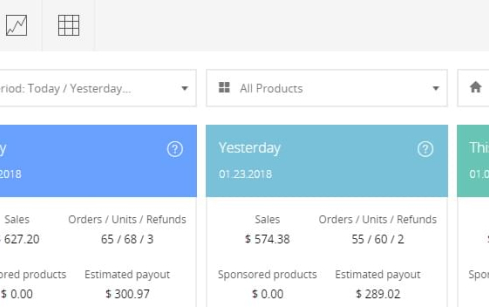 eriod: Today / Yesterday...
All Products
y
Yesterday
Thi
2018
01.23.2018
01.0
Sales Orders / Units / Refunds
627.20 65 / 68 / 3
Sales Orders / Units / Refunds
$ 574.38 55 / 60 / 2
ored products Estimated payout
$ 0.00 $ 300.97
Sponsored products Estimated payout
$ 0.00 $ 289.02
Spo